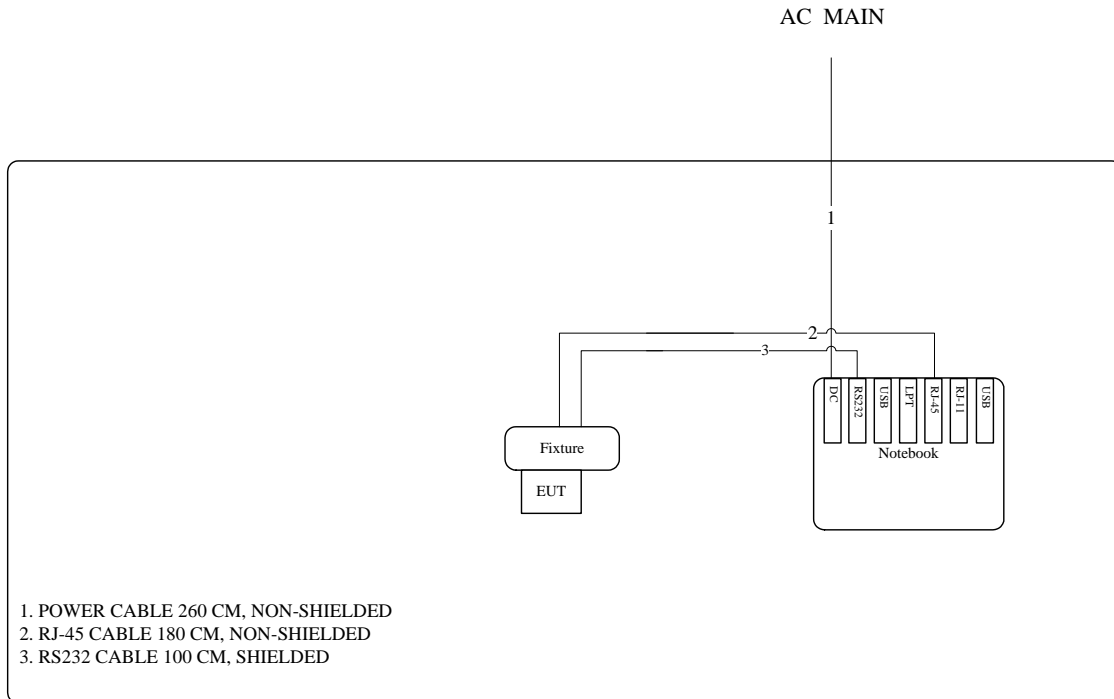 AC MAIN
1
2
3
DC
RS232
USB
LPT
RJ-45
RJ-11
USB
Notebook
Fixture
EUT
1. POWER CABLE 260 CM, NON-SHIELDED
2. RJ-45 CABLE 180 CM, NON-SHIELDED
3. RS232 CABLE 100 CM, SHIELDED